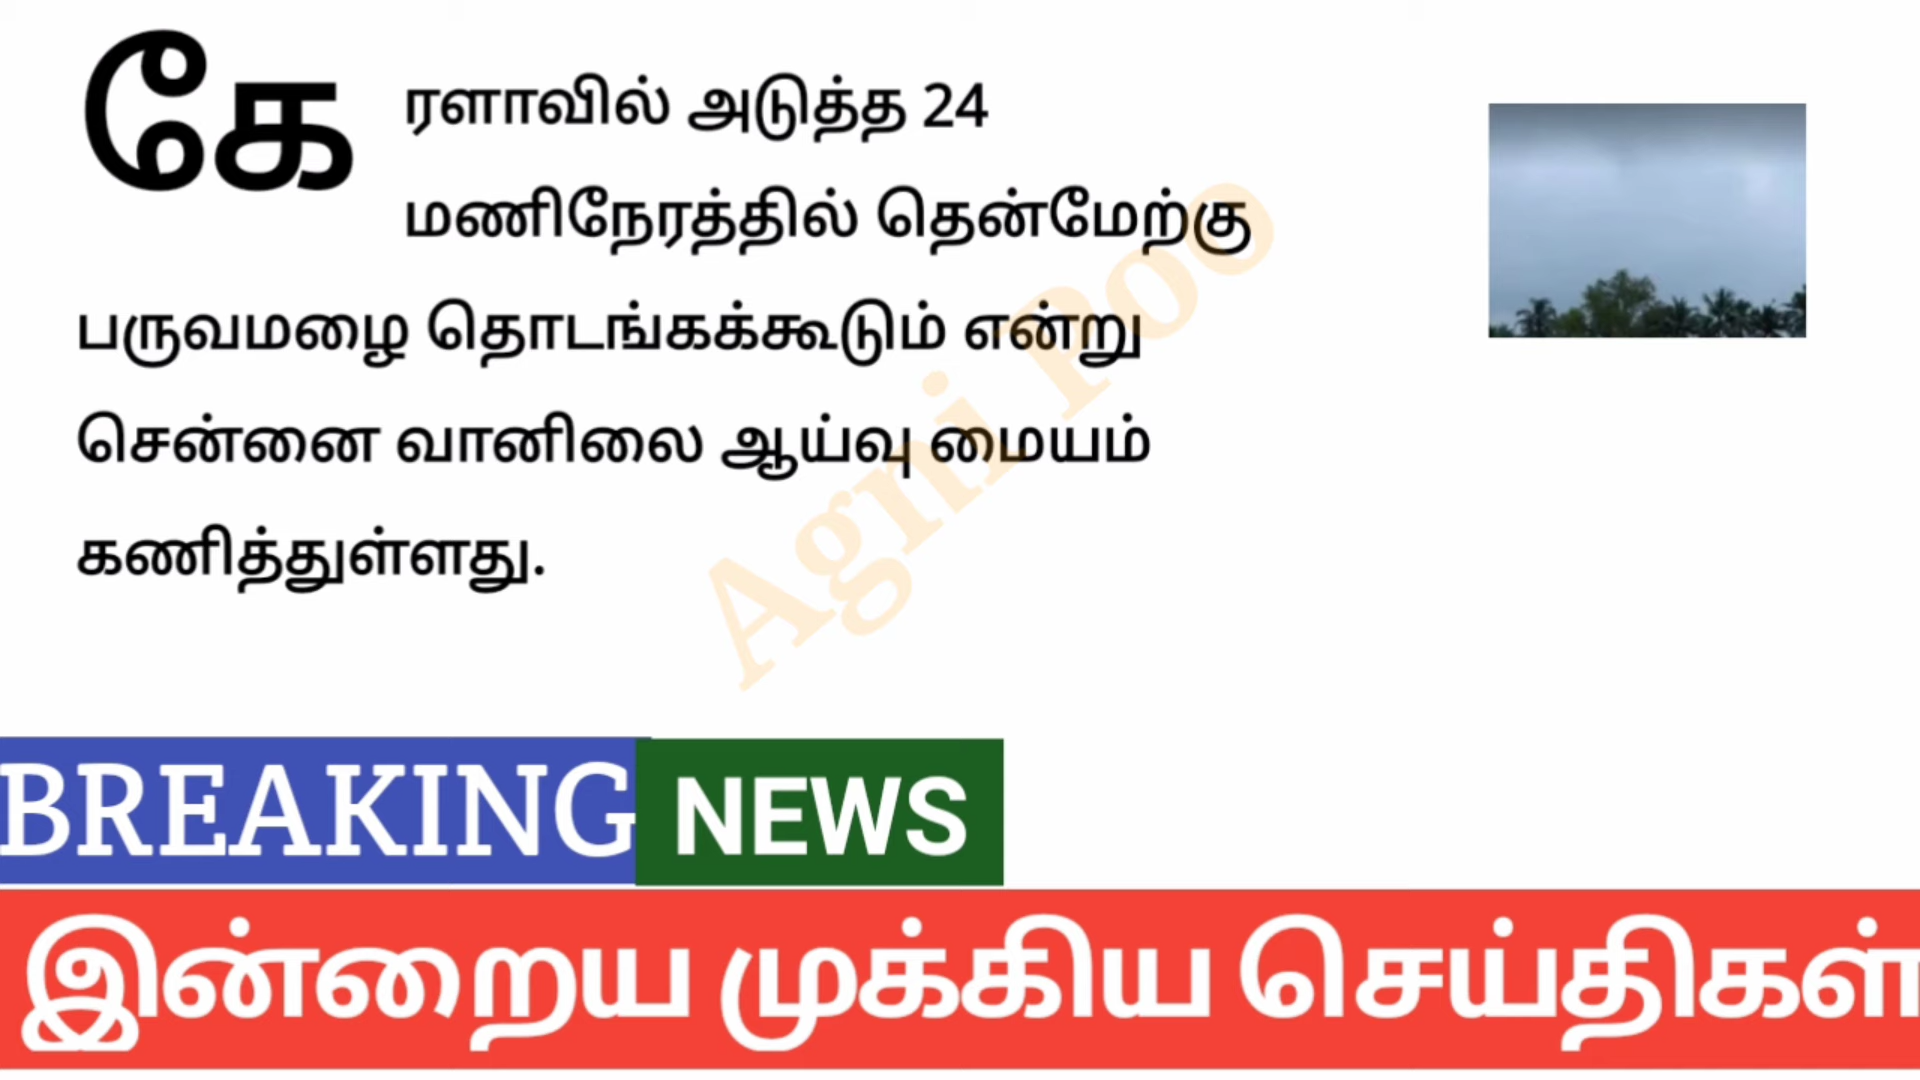 கேரளாவில் அடுத்த 24
மணிநேரத்தில் தென்மேற்கு
பருவமழை தொடங்கக்கூடும் என்று
சென்னை வானிலை ஆய்வு மையம்
கணித்துள்ளது.
Agni Poo
BREAKING NEWS
இன்றைய முக்கிய செய்திகள்